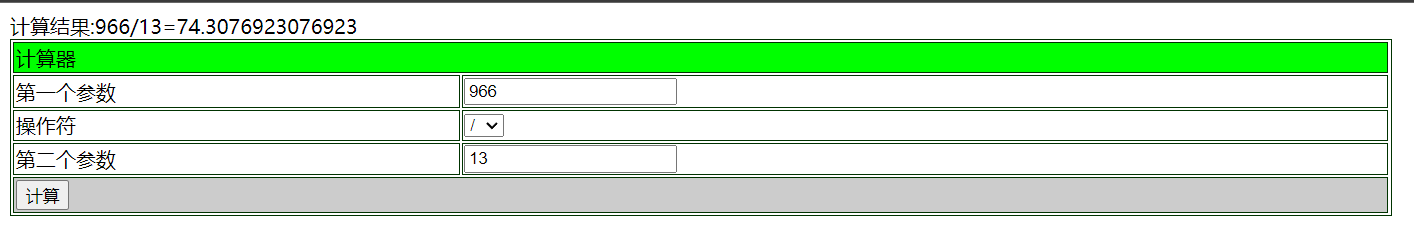 计算结果:966/13=74.3076923076923
计算器
第一个参数 966
操作符 /
第二个参数 13
计算